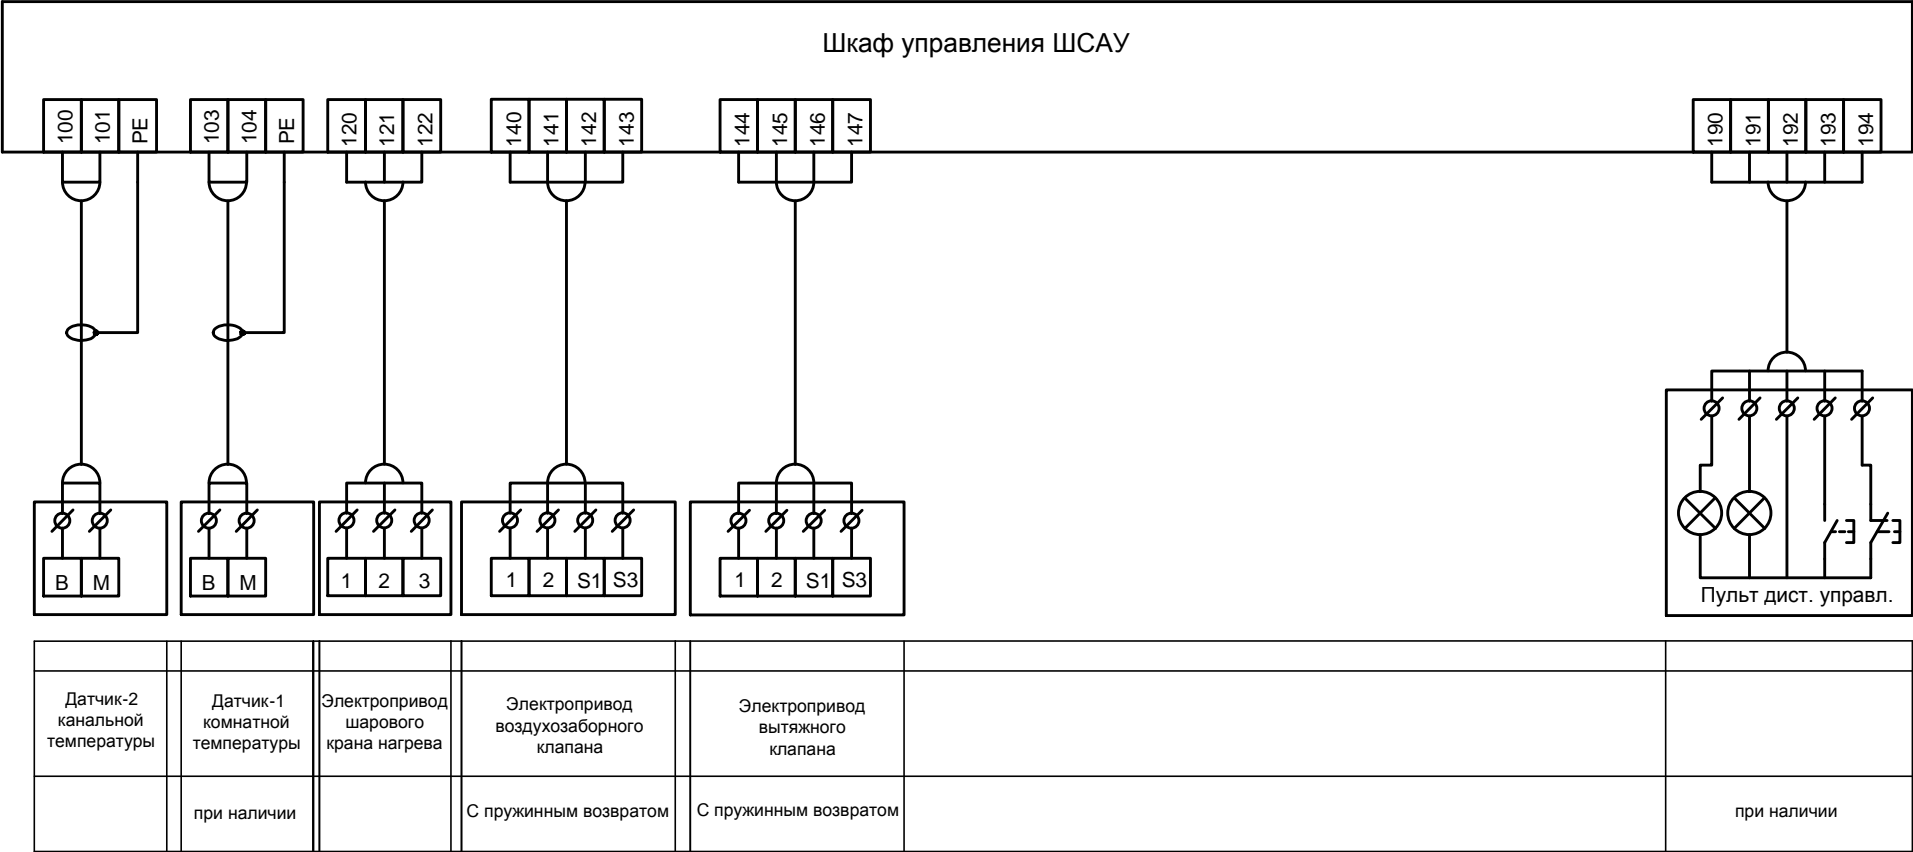 Шкаф управления ШСАУ
100 101 PE 103 104 PE 120 121 122 140 141 142 143 144 145 146 147 190 191 192 193 194
B M B M 1 2 3 1 2 S1 S3 1 2 S1 S3
Пульт дист. управл.
Датчик-2
канальной
температуры
Датчик-1
комнатной
температуры
Электропривод
шарового
крана нагрева
Электропривод
воздухозаборного
клапана
Электропривод
вытяжного
клапана
при наличии
С пружинным возвратом
С пружинным возвратом
при наличии